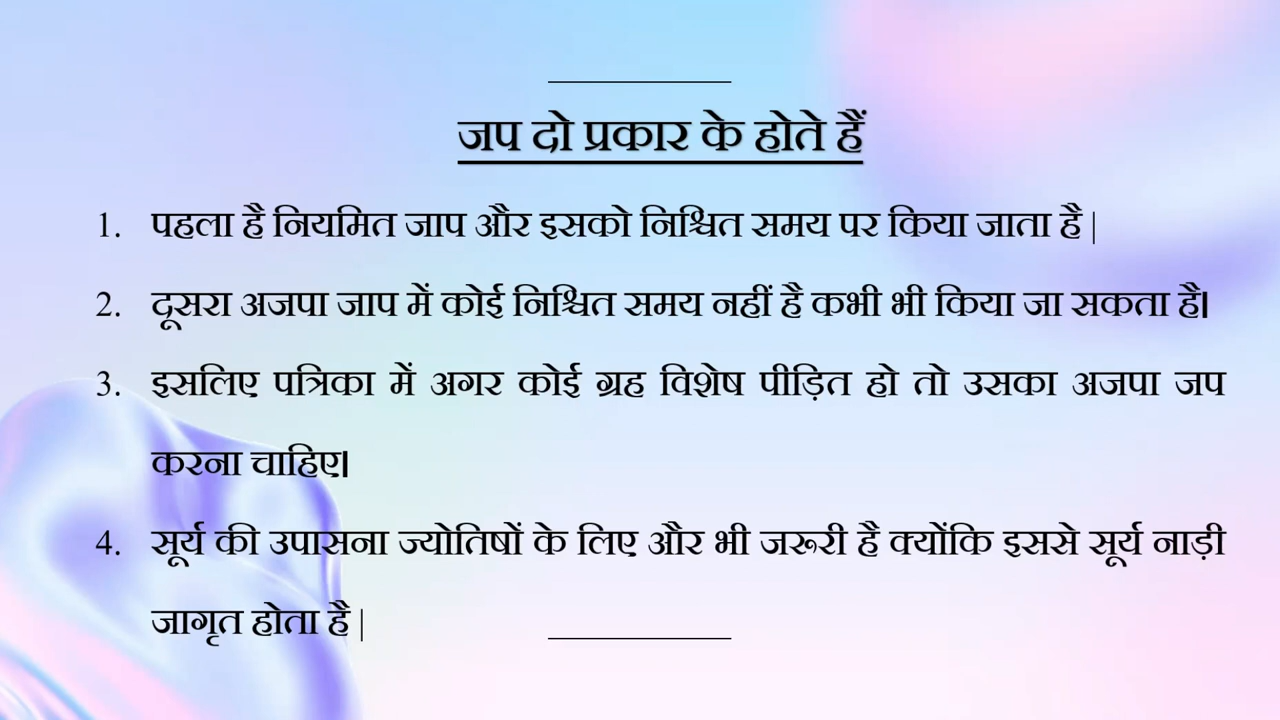 जप दो प्रकार के होते हैं
1. पहला है नियमित जाप और इसको निश्चित समय पर किया जाता है |
2. दूसरा अजपा जाप में कोई निश्चित समय नहीं है कभी भी किया जा सकता है।
3. इसलिए पत्रिका में अगर कोई ग्रह विशेष पीड़ित हो तो उसका अजपा जप
करना चाहिए।
4. सूर्य की उपासना ज्योतिषों के लिए और भी जरूरी है क्योंकि इससे सूर्य नाड़ी
जागृत होता है |